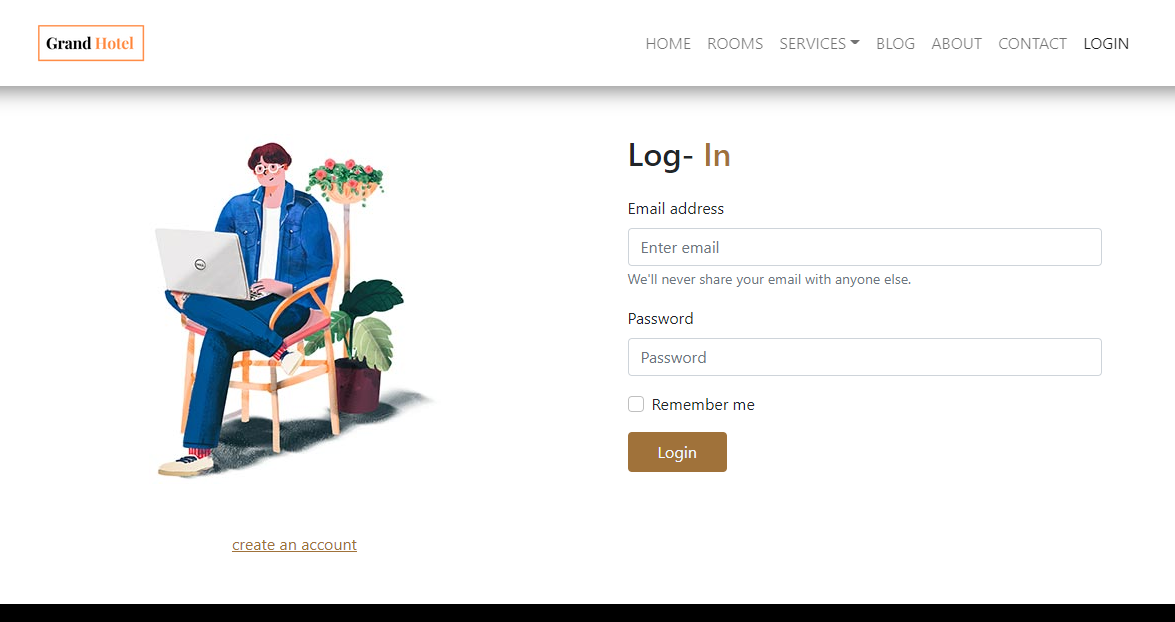 Grand Hotel
HOME ROOMS SERVICES BLOG ABOUT CONTACT LOGIN
Log- In
Email address
Enter email
We'll never share your email with anyone else.
Password
Password
Remember me
Login
create an account